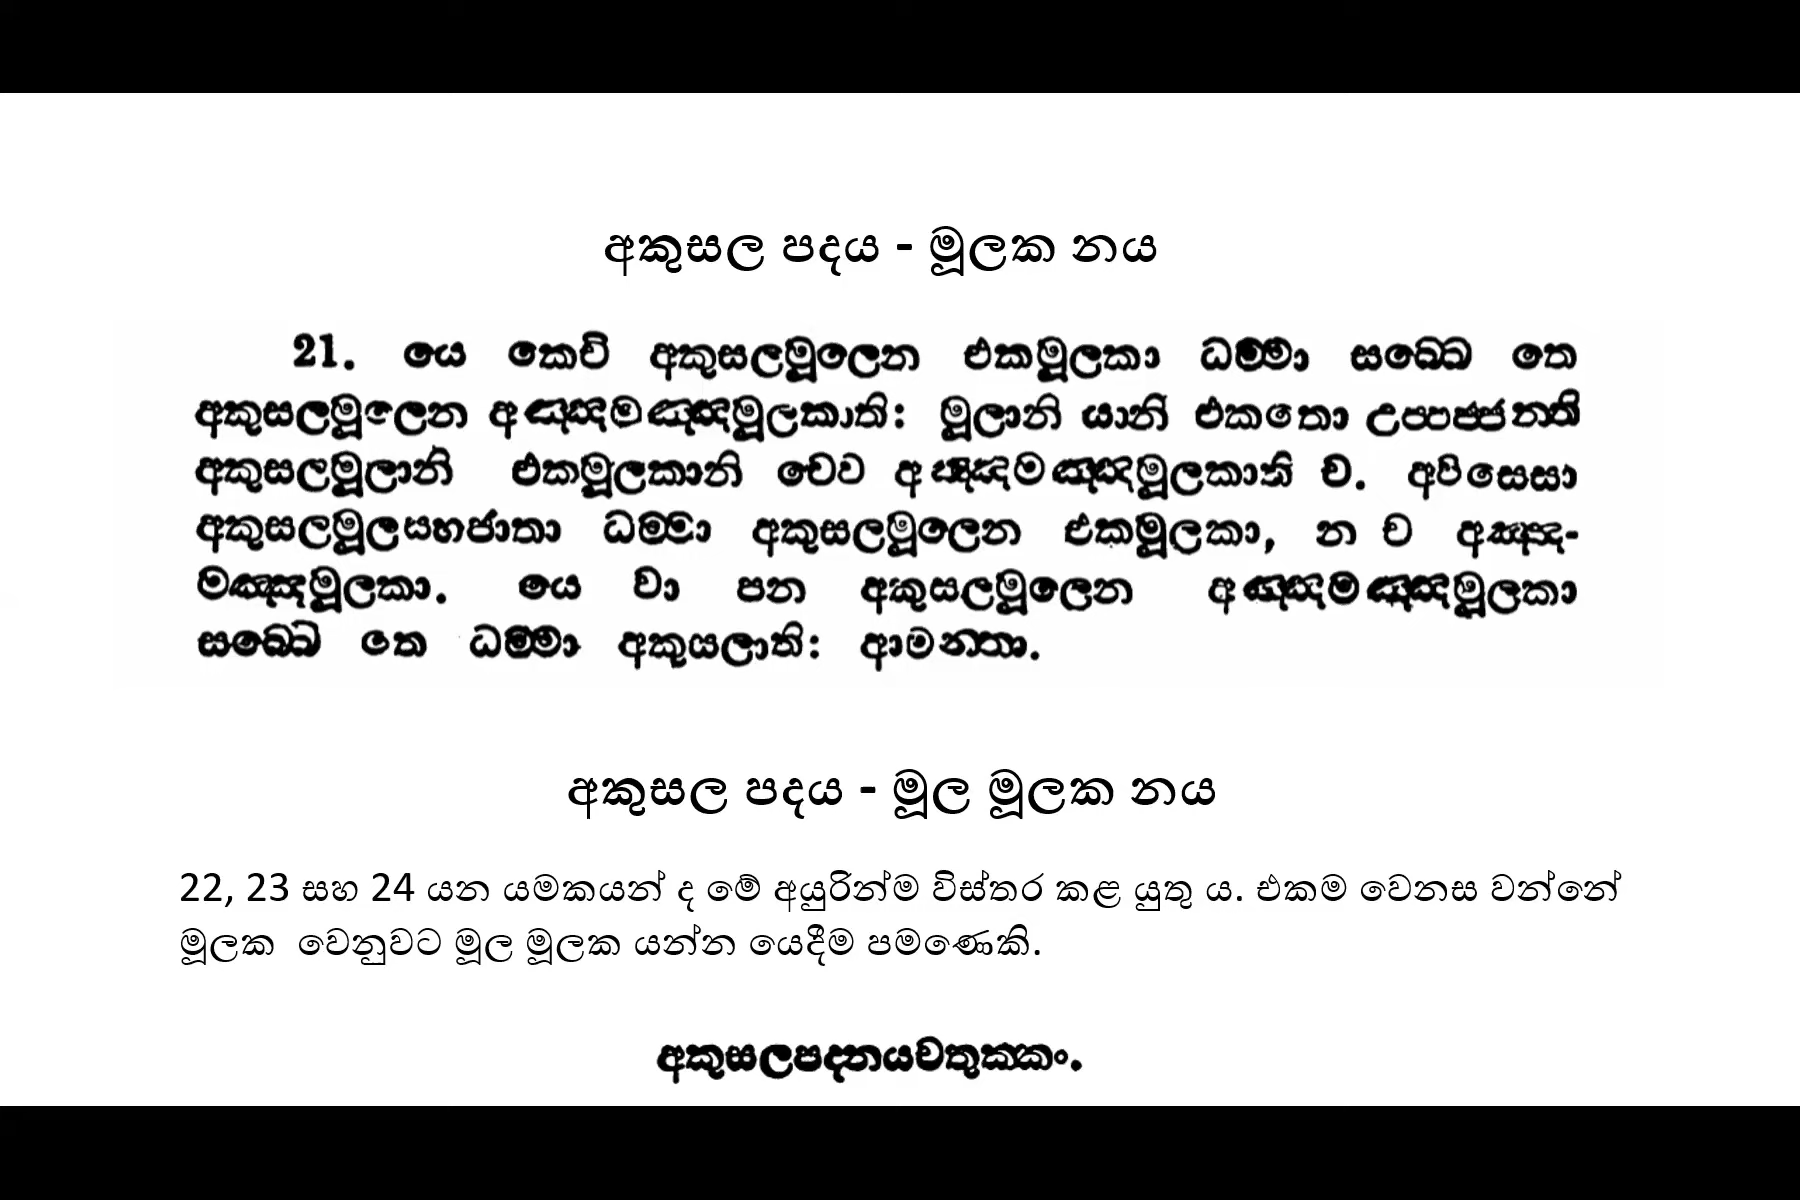 අකුසල පදය - මූලක නය
21. යෙ කෙචි අකුසලමූලෙන එකමූලකා ධම්මා සබ්බෙ තෙ
අකුසලමූලෙන අඤ්ඤමඤ්ඤමූලකාති: මූලානි යානි එකතො උප්පජ්ජන්ති
අකුසලමූලානි එකමූලකානි චෙව අඤ්ඤමඤ්ඤමූලකානි ච. අවසෙසා
අකුසලමූලසහජාතා ධම්මා අකුසලමූලෙන එකමූලකා, න ච අඤ්ඤ-
මඤ්ඤමූලකා. යෙ වා පන අකුසලමූලෙන අඤ්ඤමඤ්ඤමූලකා
සබ්බෙ තෙ ධම්මා අකුසලාති: ආමන්තා.
අකුසල පදය - මූල මූලක නය
22, 23 සහ 24 යන යමකයන් ද මේ අයුරින්ම විස්තර කළ යුතු ය. එකම වෙනස වන්නේ
මූලක වෙනුවට මූල මූලක යන්න යෙදීම පමණෙකි.
අකුසලපදනයචතුක්කං.